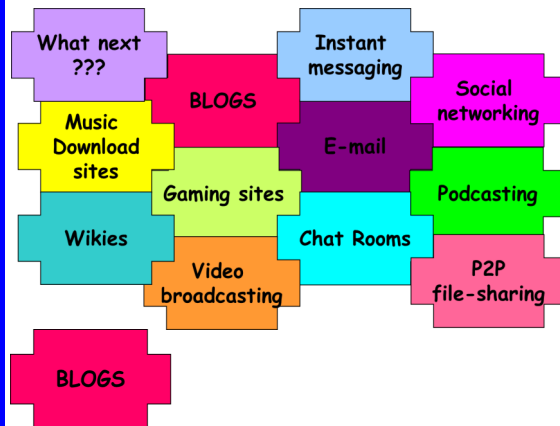 What next
???
BLOGS
Instant
messaging
Social
networking
Music
Download
sites
E-mail
Gaming sites
Podcasting
Wikies
Chat Rooms
Video
broadcasting
P2P
file-sharing
BLOGS